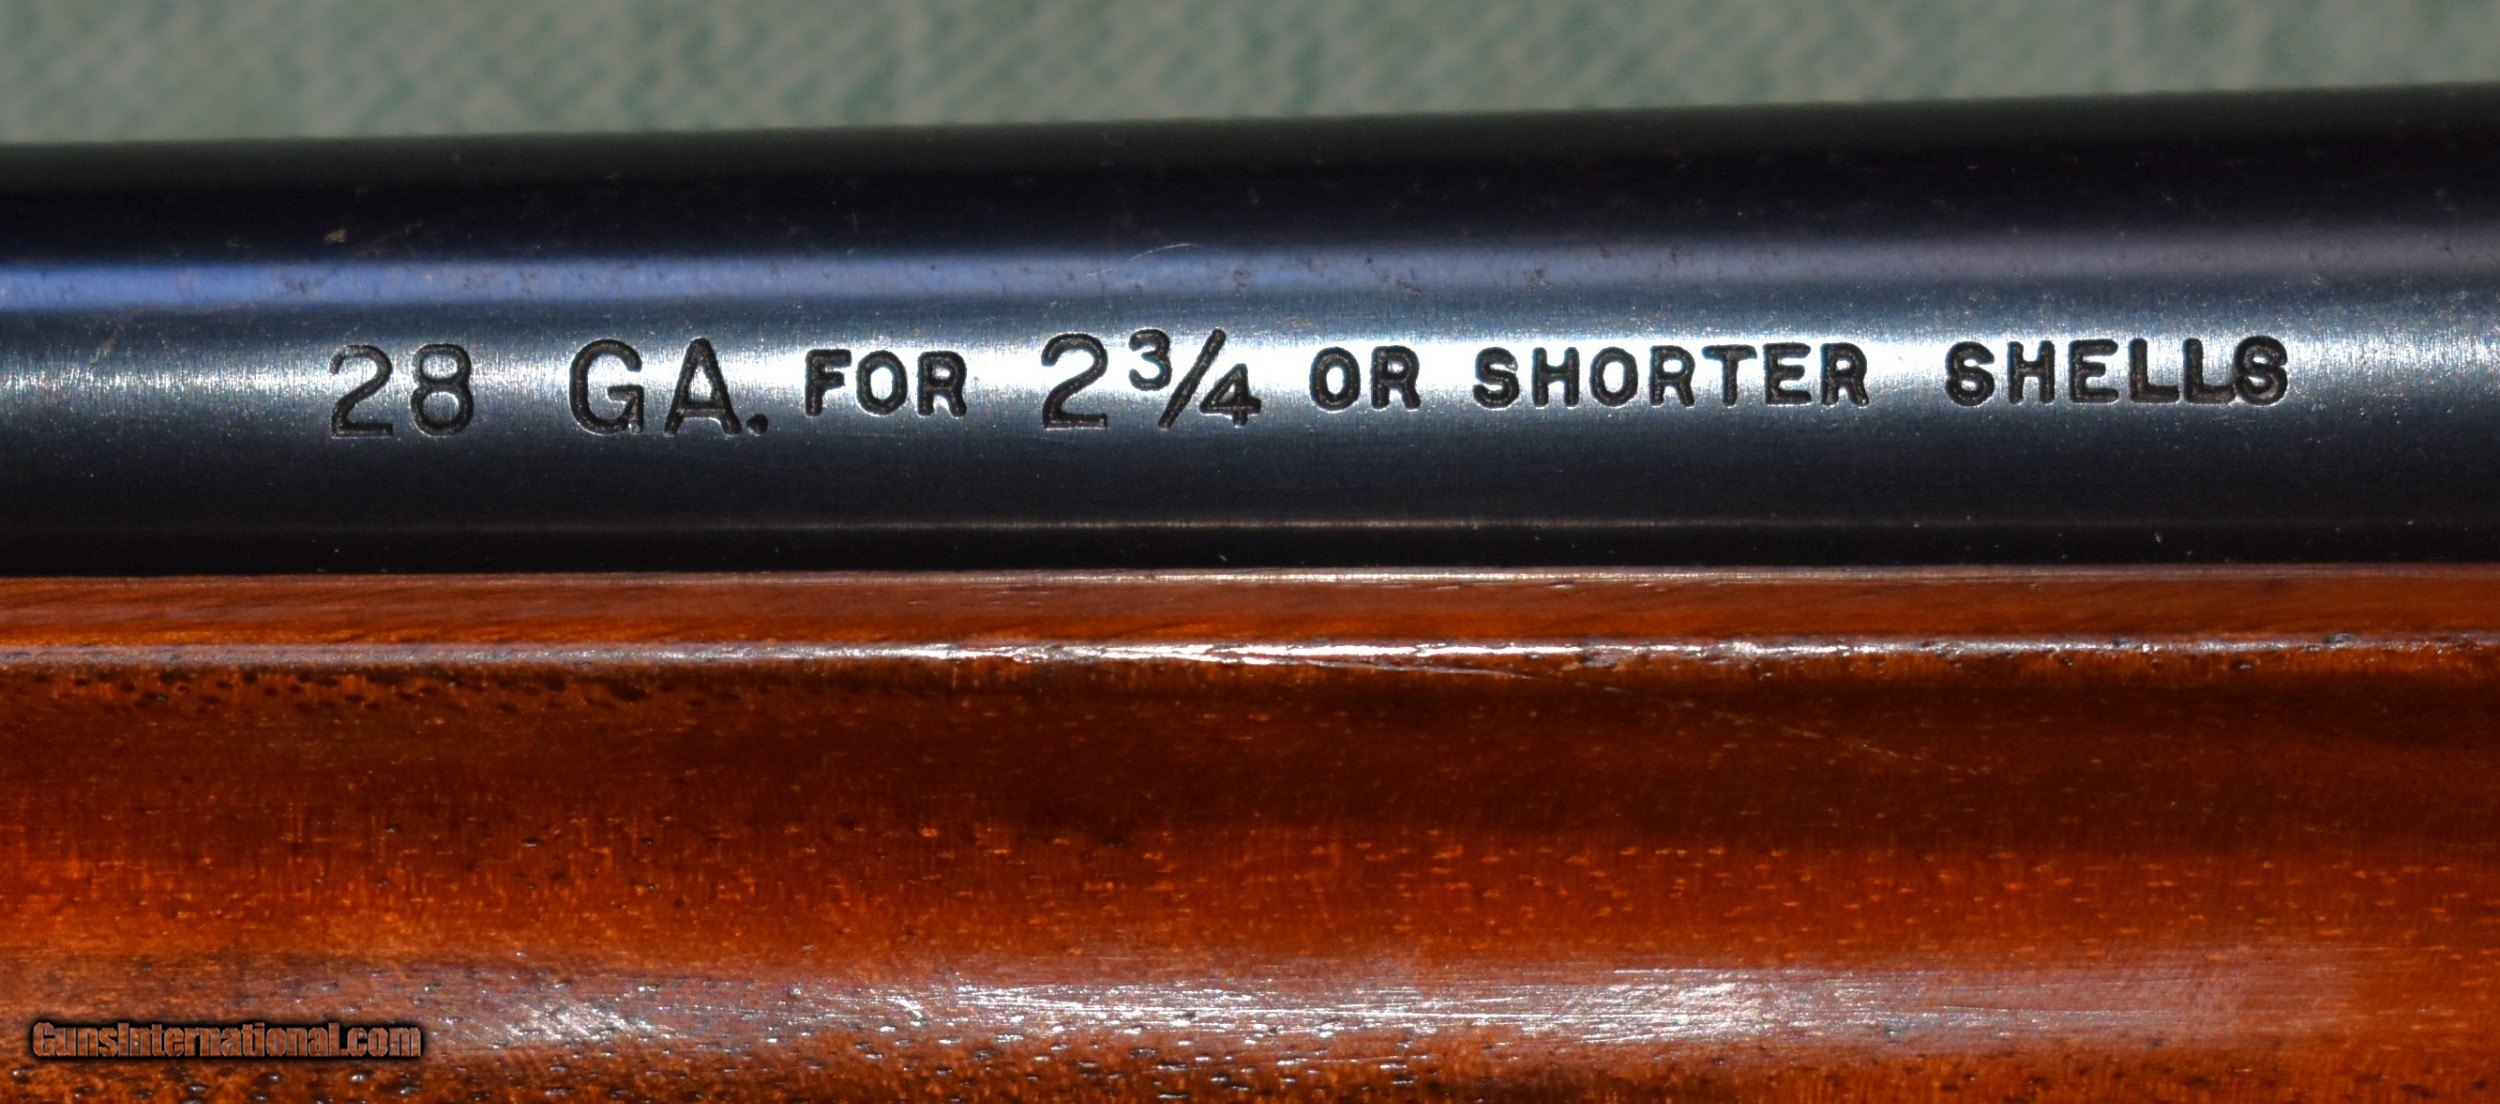 28 GA. FOR 2¾ OR SHORTER SHELLS
GunsInternational.com